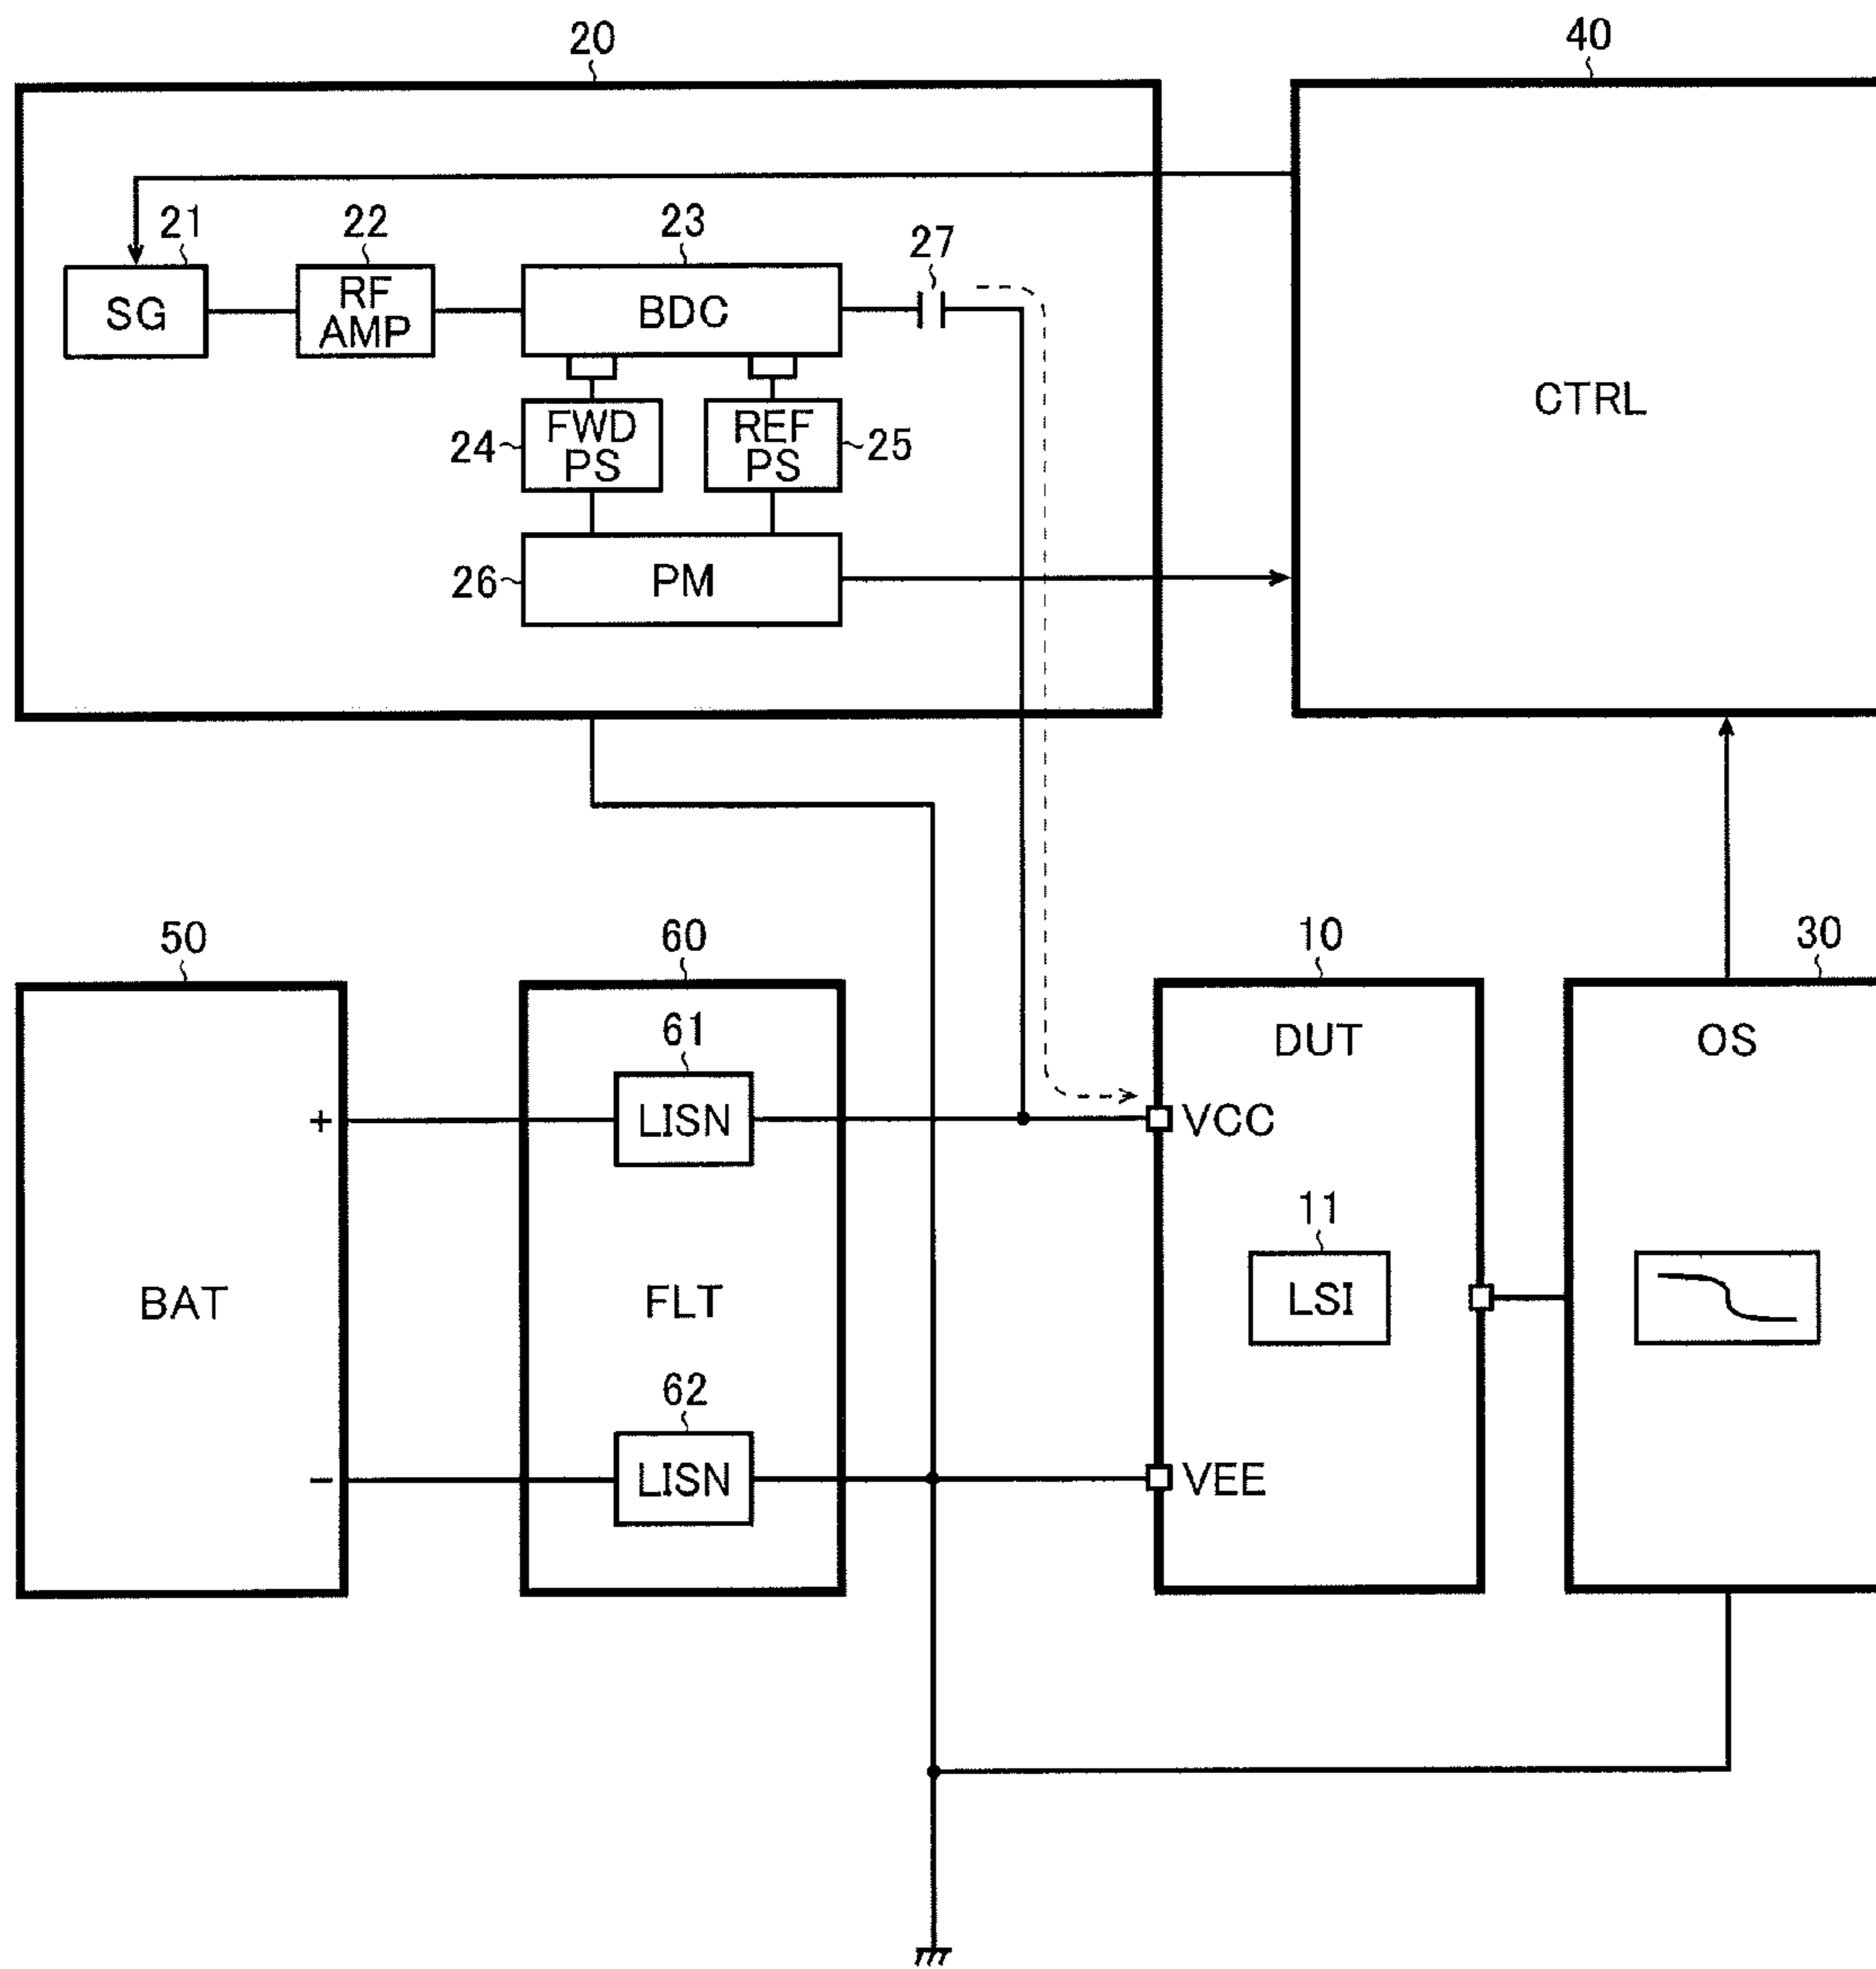 20
40
21
22
23
27
SG
RF
AMP
BDC
CTRL
24
FWD
PS
REF
PS
25
26
PM
50
60
10
30
61
DUT
OS
+
LISN
VCC
11
BAT
FLT
LSI
62
−
LISN
VEE